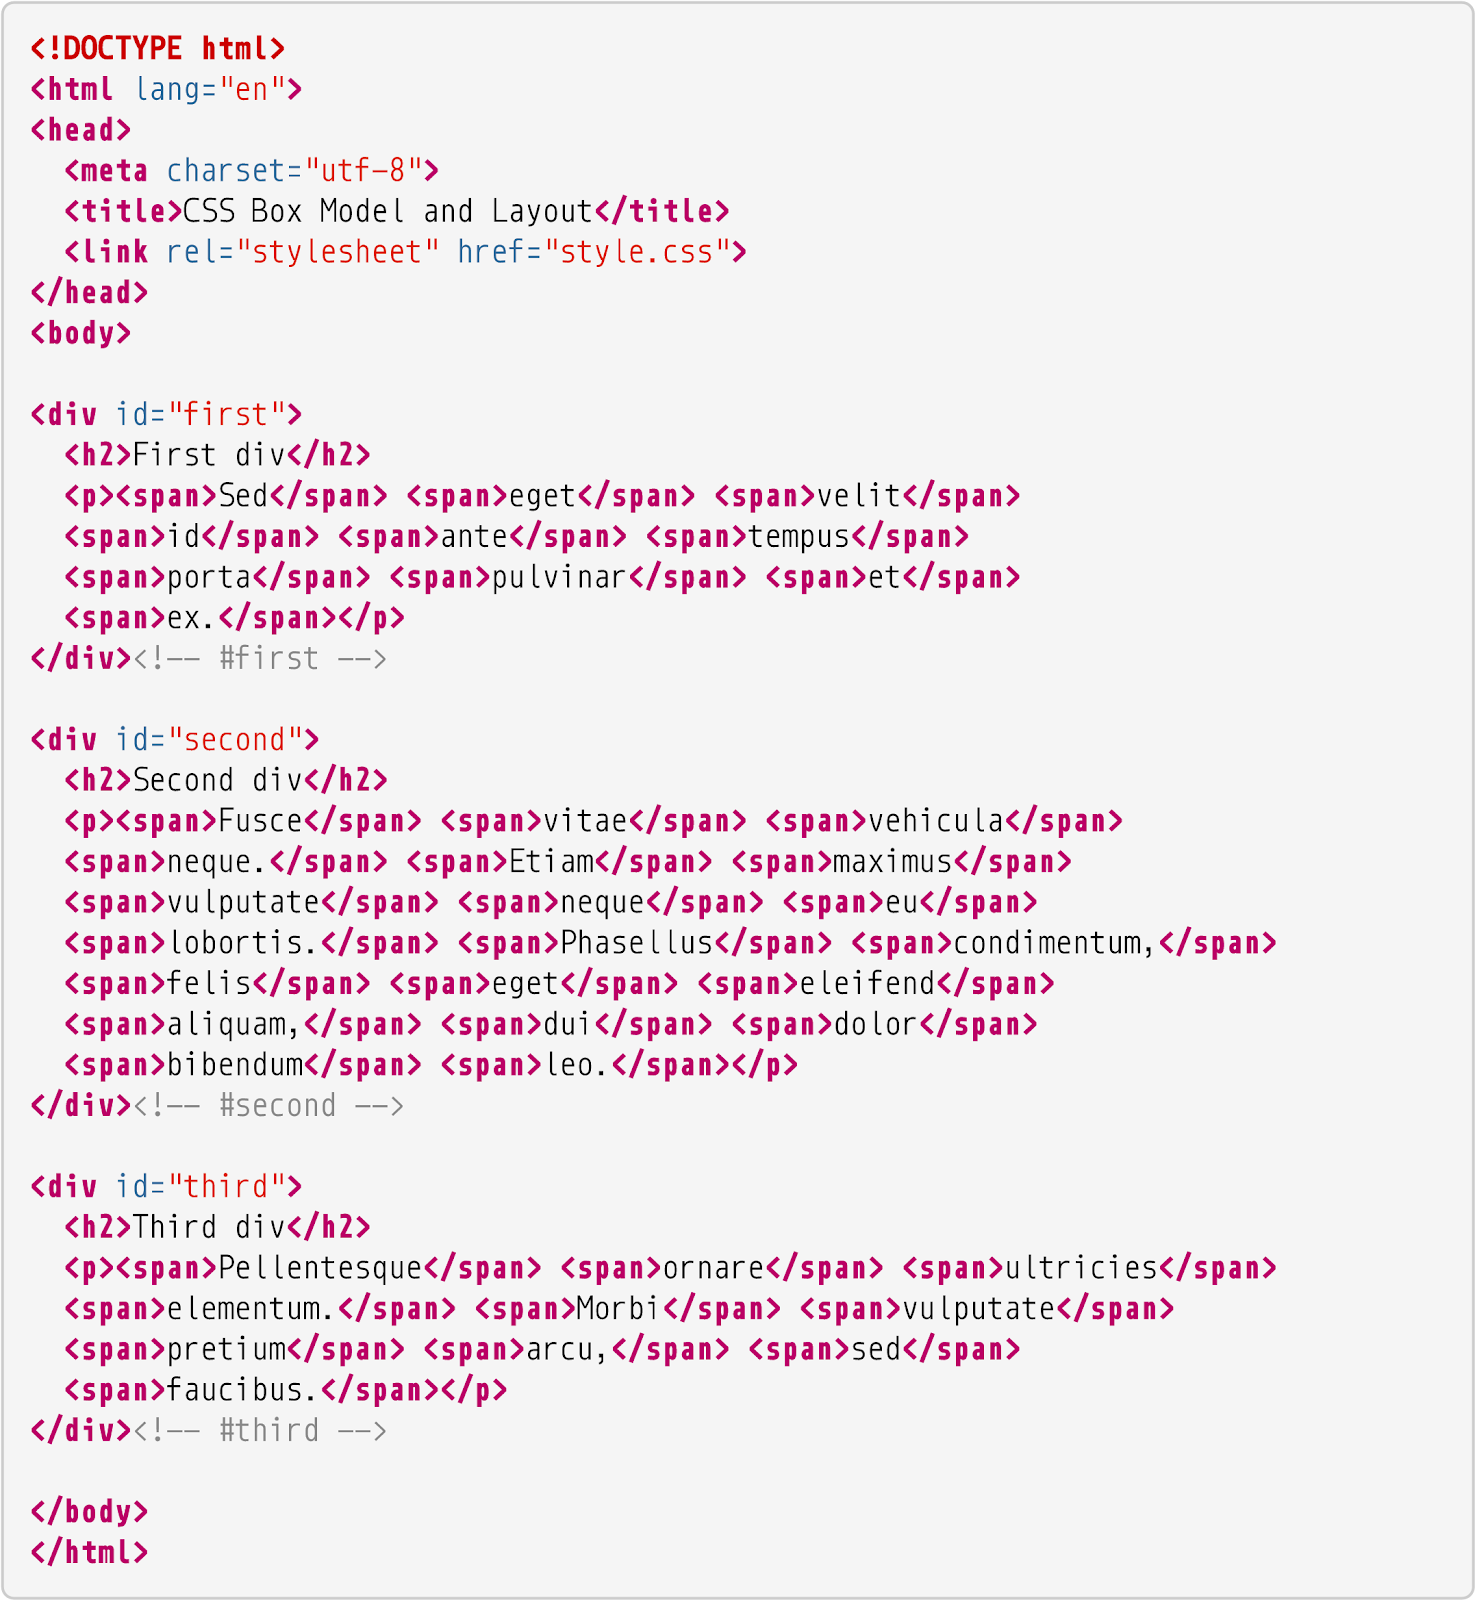 <!DOCTYPE html>
<html lang="en">
<head>
  <meta charset="utf-8">
  <title>CSS Box Model and Layout</title>
  <link rel="stylesheet" href="style.css">
</head>
<body>

<div id="first">
  <h2>First div</h2>
  <p><span>Sed</span> <span>eget</span> <span>velit</span>
  <span>id</span> <span>ante</span> <span>tempus</span>
  <span>porta</span> <span>pulvinar</span> <span>et</span>
  <span>ex.</span></p>
</div><!-- #first -->

<div id="second">
  <h2>Second div</h2>
  <p><span>Fusce</span> <span>vitae</span> <span>vehicula</span>
  <span>neque.</span> <span>Etiam</span> <span>maximus</span>
  <span>vulputate</span> <span>neque</span> <span>eu</span>
  <span>lobortis.</span> <span>Phasellus</span> <span>condimentum,</span>
  <span>felis</span> <span>eget</span> <span>eleifend</span>
  <span>aliquam,</span> <span>dui</span> <span>dolor</span>
  <span>bibendum</span> <span>leo.</span></p>
</div><!-- #second -->

<div id="third">
  <h2>Third div</h2>
  <p><span>Pellentesque</span> <span>ornare</span> <span>ultricies</span>
  <span>elementum.</span> <span>Morbi</span> <span>vulputate</span>
  <span>pretium</span> <span>arcu,</span> <span>sed</span>
  <span>faucibus.</span></p>
</div><!-- #third -->

</body>
</html>